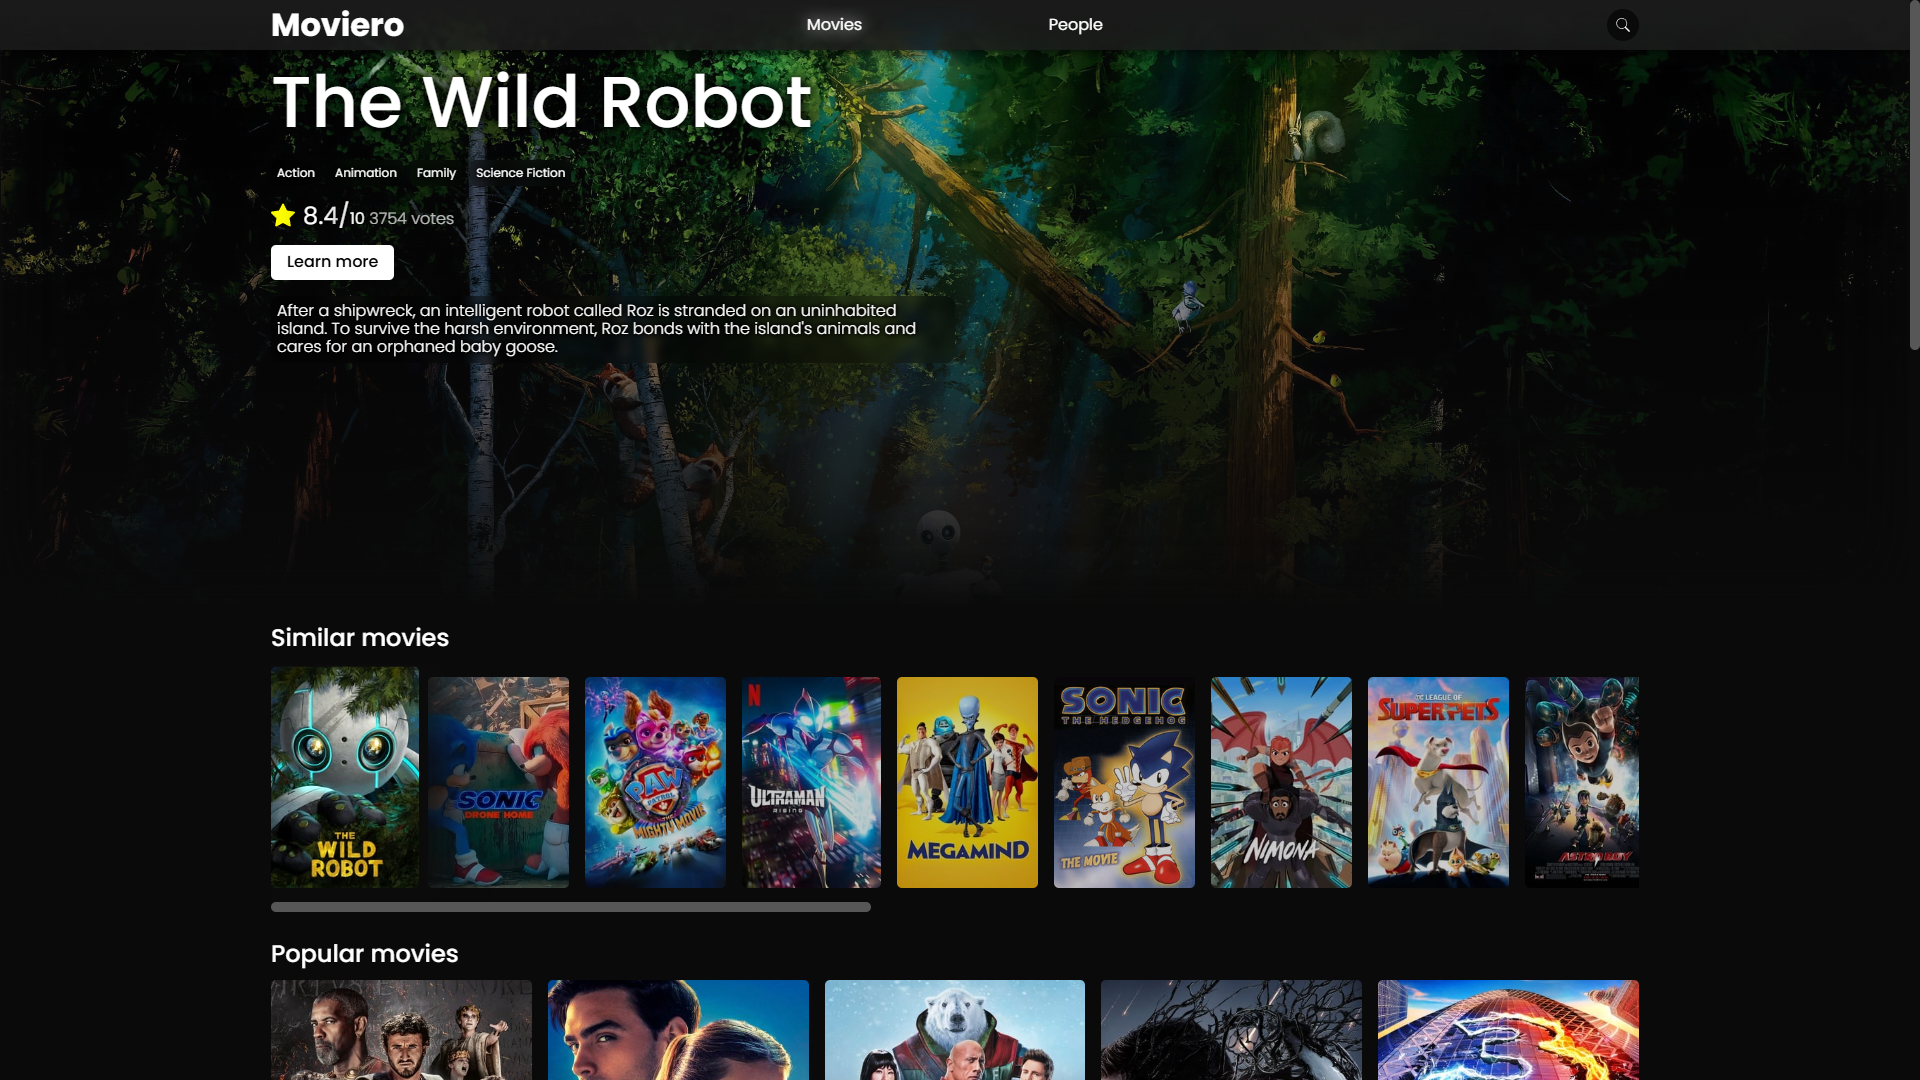 Moviero
Movies
People
The Wild Robot
Action Animation Family Science Fiction
8.4/10 3754 votes
Learn more
After a shipwreck, an intelligent robot called Roz is stranded on an uninhabited
island. To survive the harsh environment, Roz bonds with the island's animals and
cares for an orphaned baby goose.
Similar movies
THE
WILD
ROBOT
SONIC
DRONE HOME
PAW
PATROL
THE
MIGHTY MOVIE
N
ULTRAMAN
RISING
MEGAMIND
SONIC
THE HEDGEHOG
THE MOVIE
NIMONA
DC LEAGUE OF
SUPER-PETS
ASTRO BOY
Popular movies